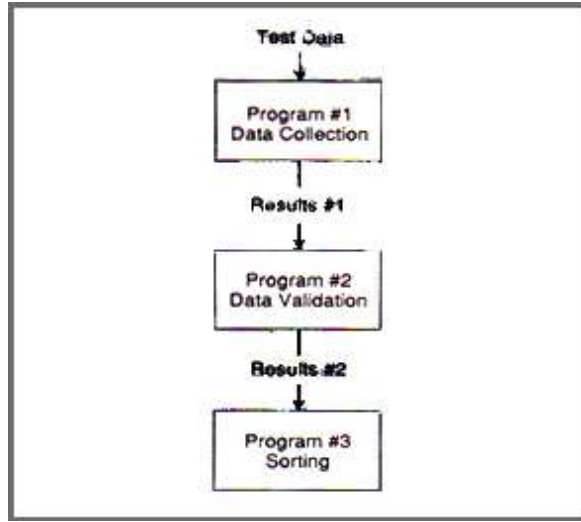 Test Data
Program #1
Data Collection
Results #1
Program #2
Data Validation
Results #2
Program #3
Sorting